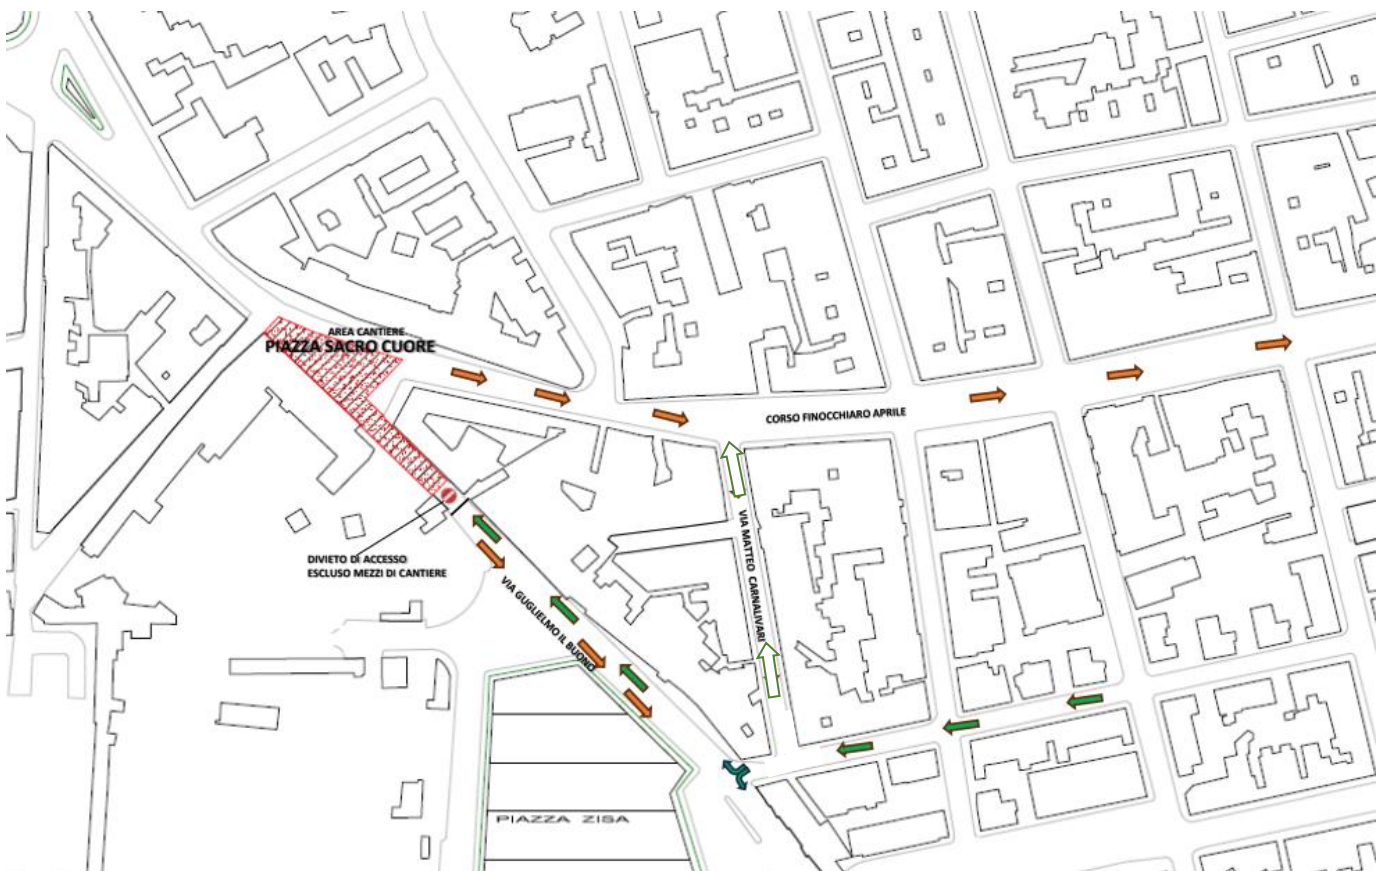 AREA CANTIERE
PIAZZA SACRO CUORE
CORSO FINOCCHIARO APRILE
VIA MATTEO CARNALIVARI
DIVIETO DI ACCESSO
ESCLUSO MEZZI DI CANTIERE
VIA GUGLIELMO IL BUONO
PIAZZA ZISA